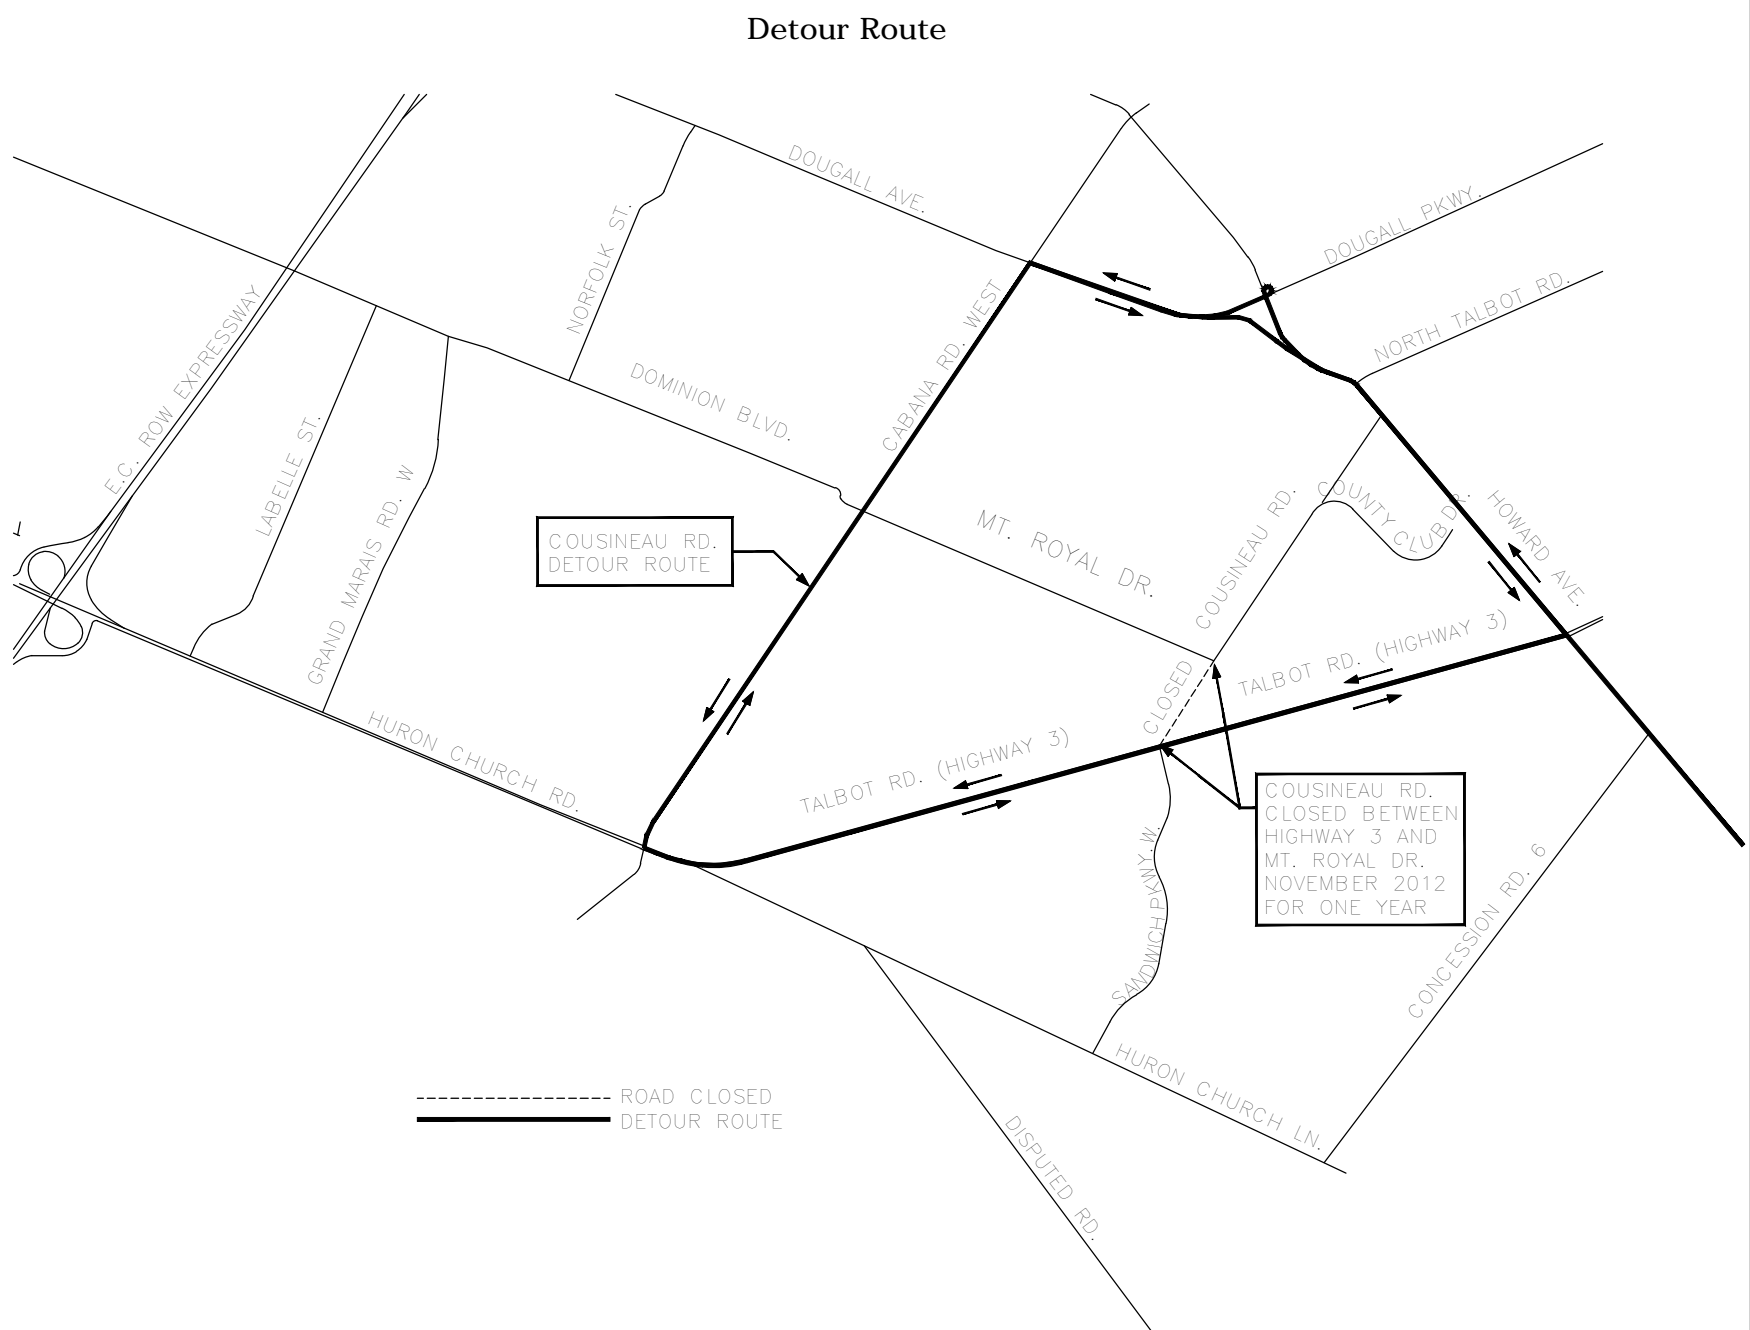 Detour Route
DOUGALL AVE.
DOUGALL PKWY.
NORTH TALBOT RD.
NORFOLK ST.
E.C. ROW EXPRESSWAY
CABANA RD. WEST
DOMINION BLVD.
LABELLE ST.
GRAND MARAIS RD. W
COUSINEAU RD.
DETOUR ROUTE
MT. ROYAL DR.
COUSINEAU RD.
COUNTY CLUB DR.
HOWARD AVE.
TALBOT RD. (HIGHWAY 3)
CLOSED
HURON CHURCH RD.
TALBOT RD. (HIGHWAY 3)
COUSINEAU RD.
CLOSED BETWEEN
HIGHWAY 3 AND
MT. ROYAL DR.
NOVEMBER 2012
FOR ONE YEAR
SANDWICH PKWY. W.
CONCESSION RD. 6
HURON CHURCH LN.
DISPUTED RD.
ROAD CLOSED
DETOUR ROUTE